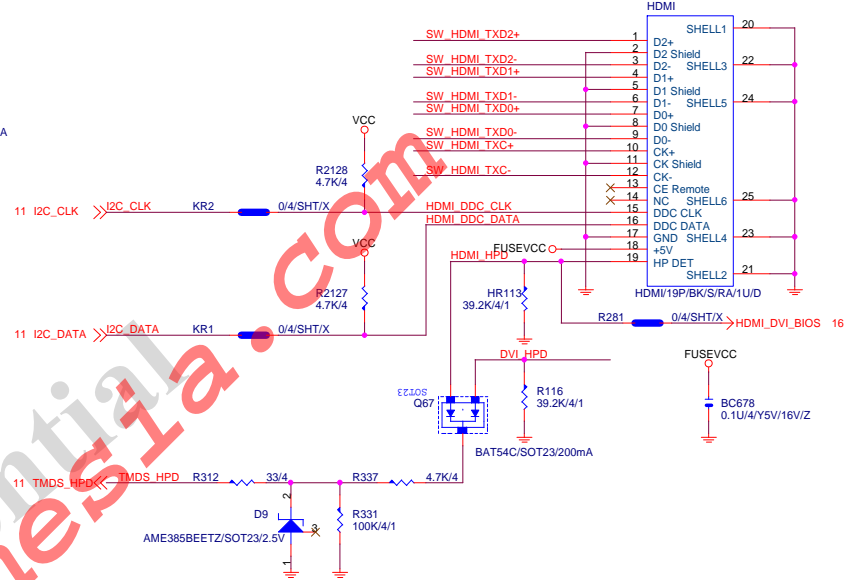 HDMI
SW_HDMI_TXD2+
SW_HDMI_TXD2-
SW_HDMI_TXD1+
SW_HDMI_TXD1-
SW_HDMI_TXD0+
SW_HDMI_TXD0-
SW_HDMI_TXC+
SW_HDMI_TXC-
HDMI_DDC_CLK
HDMI_DDC_DATA
1 D2+
2 D2 Shield
3 D2-
4 D1+
5 D1 Shield
6 D1-
7 D0+
8 D0 Shield
9 D0-
10 CK+
11 CK Shield
12 CK-
13 CE Remote
14 NC
15 DDC CLK
16 DDC DATA
17 GND
18 +5V
19 HP DET
SHELL1 20
SHELL3 22
SHELL5 24
SHELL6 25
SHELL4 23
SHELL2 21
HDMI/19P/BK/S/RA/1U/D
A
VCC
R2128
4.7K/4
11 I2C_CLK I2C_CLK KR2 0/4/SHT/X
VCC
R2127
4.7K/4
11 I2C_DATA I2C_DATA KR1 0/4/SHT/X
FUSEVCC
HDMI_HPD
HR113
39.2K/4/1
R281 0/4/SHT/X HDMI_DVI_BIOS 16
DVI_HPD
SOT23
Q67
R116
39.2K/4/1
BAT54C/SOT23/200mA
FUSEVCC
BC678
0.1U/4/Y5V/16V/Z
11 TMDS_HPD TMDS_HPD R312 33/4 R337 4.7K/4
2
D9
3
1
AME385BEETZ/SOT23/2.5V
R331
100K/4/1
ential
nesia.com